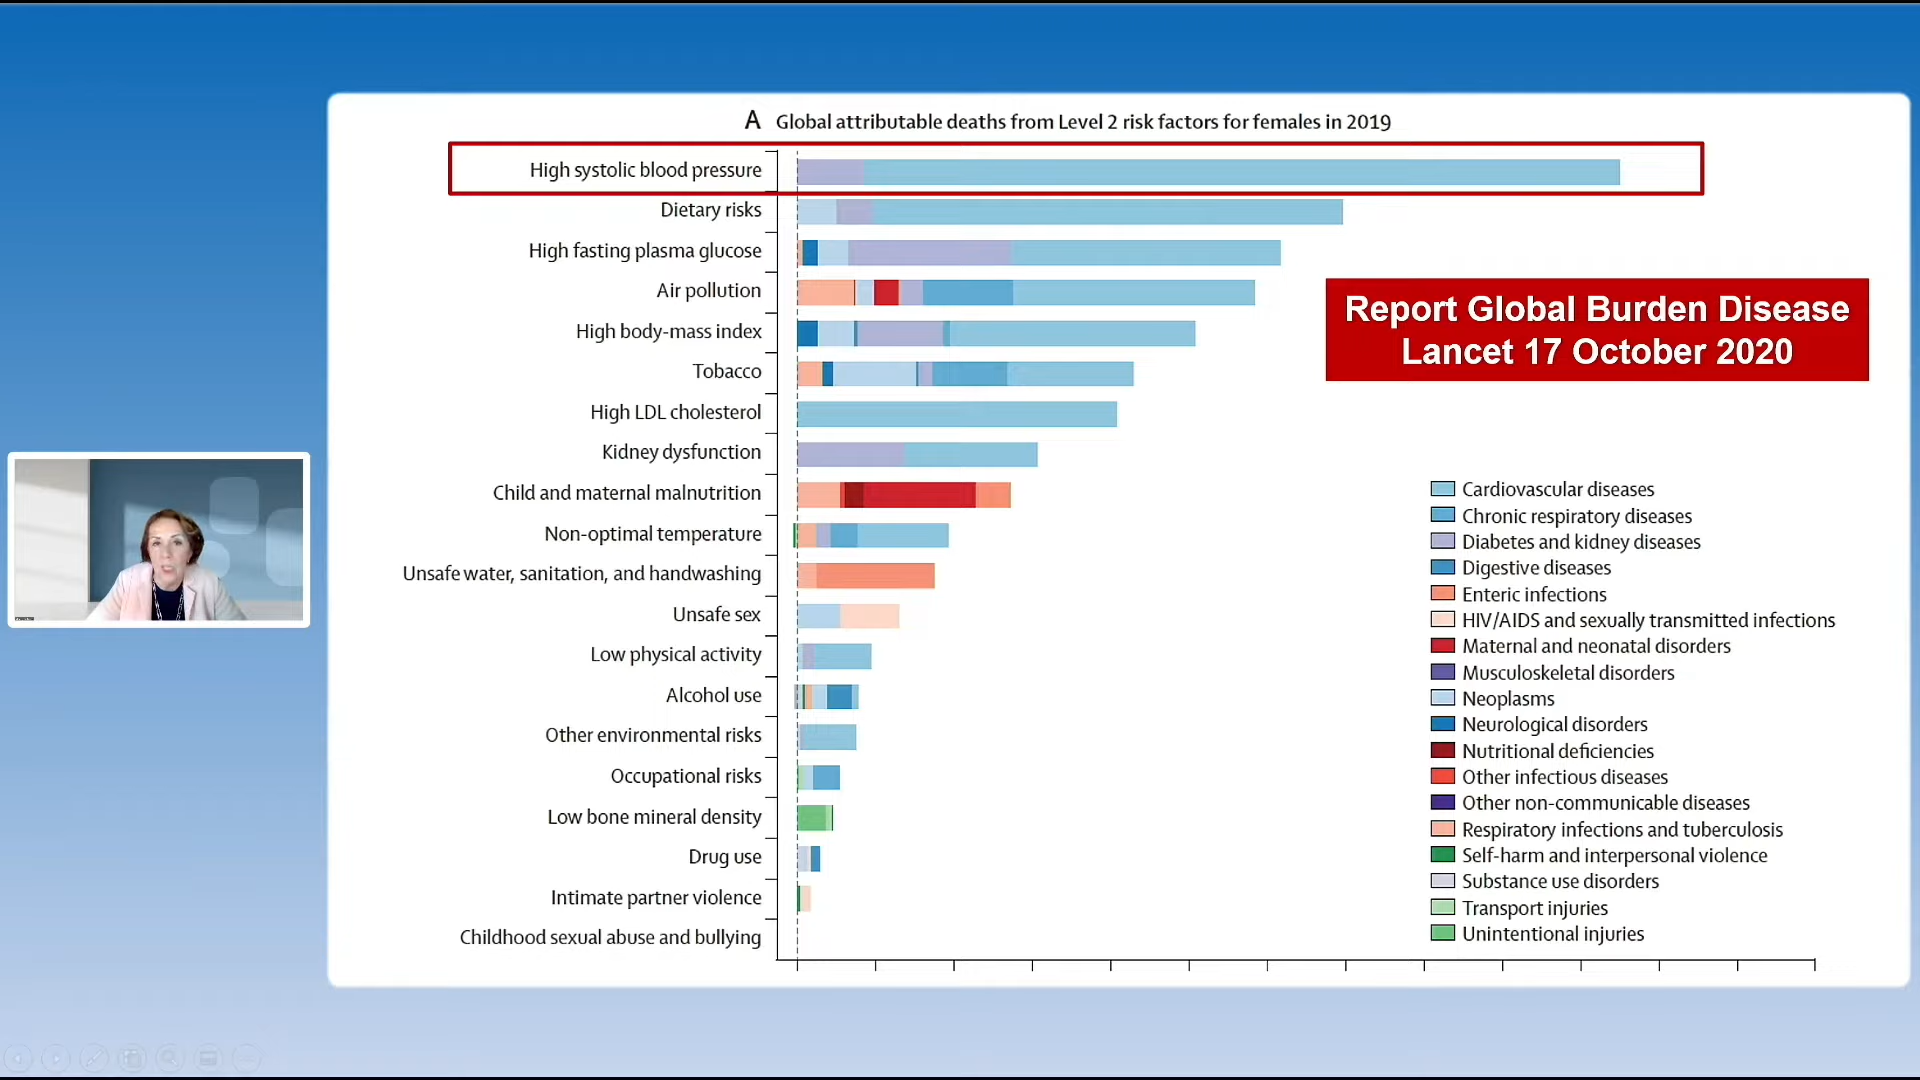 A Global attributable deaths from Level 2 risk factors for females in 2019
High systolic blood pressure
Dietary risks
High fasting plasma glucose
Air pollution
High body-mass index
Tobacco
High LDL cholesterol
Kidney dysfunction
Child and maternal malnutrition
Non-optimal temperature
Unsafe water, sanitation, and handwashing
Unsafe sex
Low physical activity
Alcohol use
Other environmental risks
Occupational risks
Low bone mineral density
Drug use
Intimate partner violence
Childhood sexual abuse and bullying
Report Global Burden Disease
Lancet 17 October 2020
Cardiovascular diseases
Chronic respiratory diseases
Diabetes and kidney diseases
Digestive diseases
Enteric infections
HIV/AIDS and sexually transmitted infections
Maternal and neonatal disorders
Musculoskeletal disorders
Neoplasms
Neurological disorders
Nutritional deficiencies
Other infectious diseases
Other non-communicable diseases
Respiratory infections and tuberculosis
Self-harm and interpersonal violence
Substance use disorders
Transport injuries
Unintentional injuries